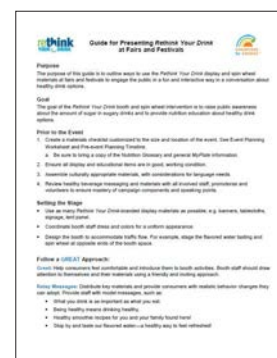 rethink
YOUR DRINK
Guide for Presenting Rethink Your Drink
at Fairs and Festivals
Purpose
The purpose of this guide is to outline ways to use the Rethink Your Drink display and spin wheel
materials at fairs and festivals to engage the public in a fun and interactive way in a conversation about
healthy drink options.
Goal
The goal of the Rethink Your Drink booth and spin wheel intervention is to raise public awareness
about the amount of sugar in sugary drinks and to provide nutrition education about healthy drink
options.
Prior to the Event
1. Create a materials checklist customized to the size and location of the event. See Event Planning
Worksheet and Pre-event Planning Timeline.
a. Be sure to bring a copy of the Nutrition Glossary and general MyPlate information.
2. Ensure all display and educational items are in good, working condition.
3. Assemble culturally appropriate materials, with considerations for language needs.
4. Review healthy beverage messaging and materials with all involved staff, promotoras and
volunteers to ensure mastery of campaign components and speaking points.
Setting the Stage
• Use as many Rethink Your Drink-branded display materials as possible, e.g. banners, tablecloths,
signage, and panel.
• Coordinate booth staff dress and colors for a uniform appearance.
• Design the booth to accommodate traffic flow. For example, stage the flavored water tasting and
spin wheel at opposite ends of the booth space.
Follow a GREAT Approach:
Greet: Help consumers feel comfortable and introduce them to booth activities. Booth staff should draw
attention to themselves and their materials using a friendly and inviting approach.
Relay Messages: Distribute key materials and provide consumers with realistic behavior changes they
can adopt. Provide staff with model messages, such as:
• What you drink is as important as what you eat.
• Being healthy means drinking healthy.
• Healthy smoothie recipes for you and your family found here!
• Stop by and taste our flavored water—a healthy way to feel refreshed!